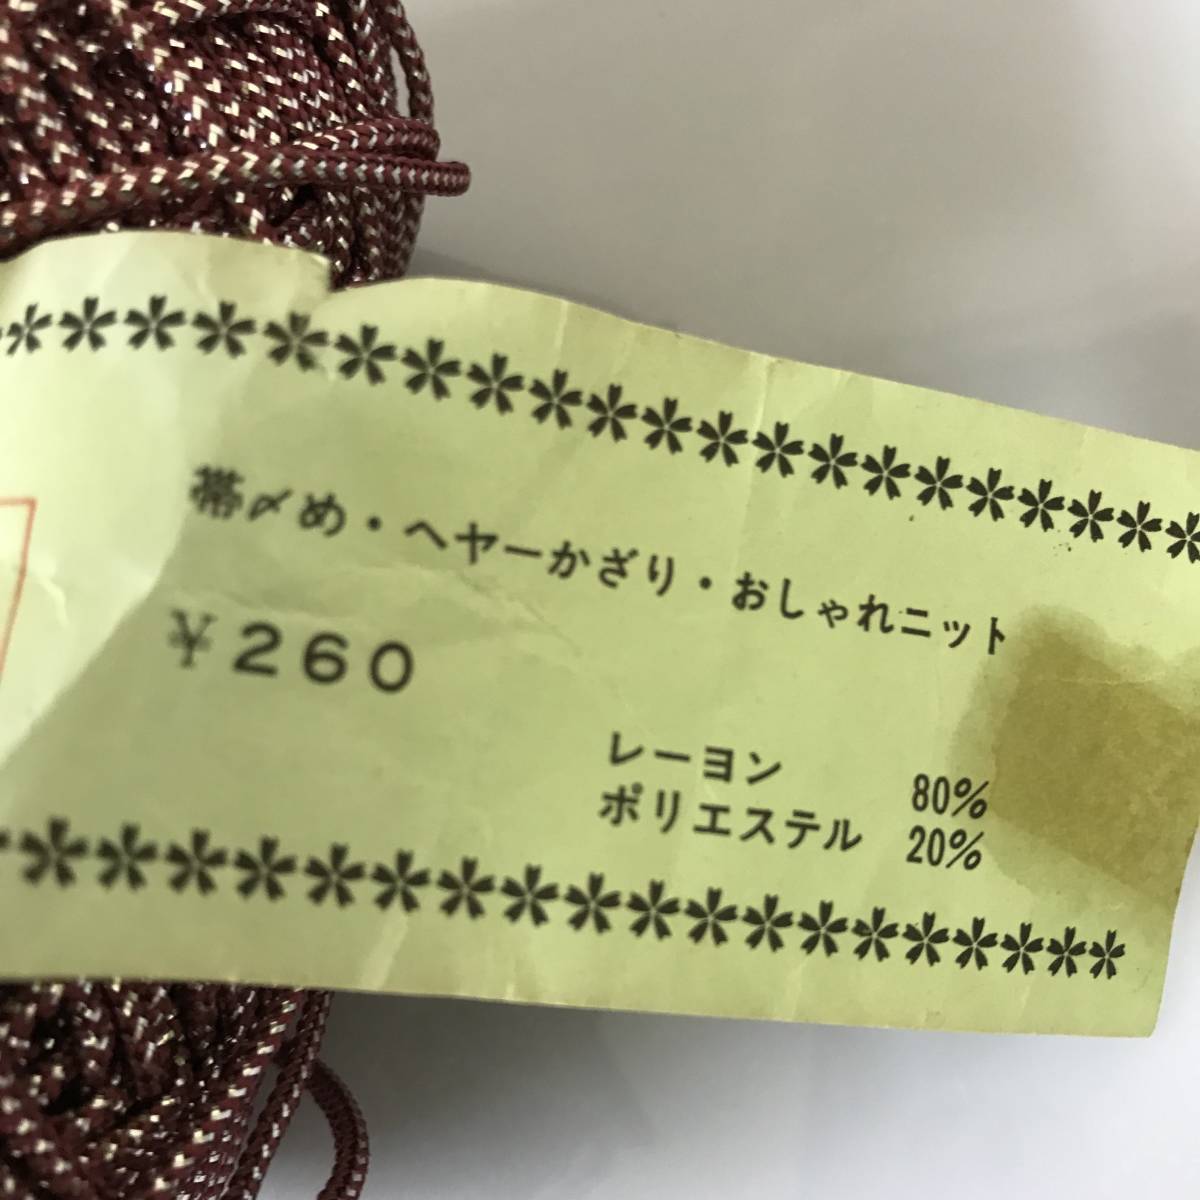 帯〆め・ヘヤーかざり・おしゃれニット
¥260
レーヨン 80%
ポリエステル 20%